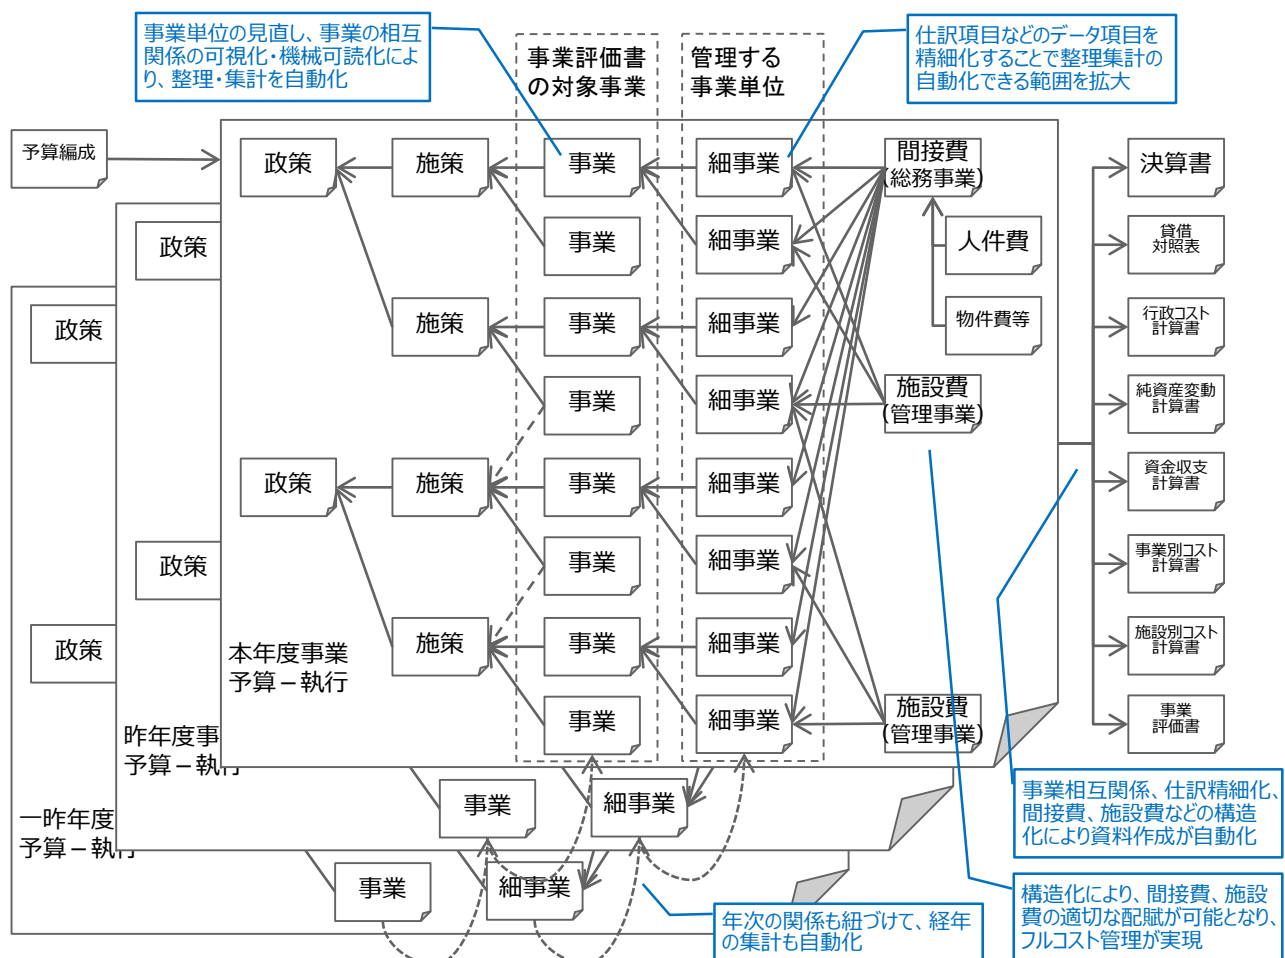 事業単位の見直し、事業の相互
関係の可視化・機械可読化によ
り、整理・集計を自動化
事業評価書
の対象事業
管理する
事業単位
仕訳項目などのデータ項目を
精細化することで整理集計の
自動化できる範囲を拡大
予算編成
政策
施策
事業
細事業
間接費
(総務事業)
決算書
政策
事業
細事業
人件費
貸借
対照表
政策
施策
事業
細事業
物件費等
行政コスト
計算書
事業
細事業
施設費
(管理事業)
純資産変動
計算書
政策
施策
事業
細事業
資金収支
計算書
政策
事業
細事業
事業別コスト
計算書
政策
施策
事業
細事業
施設別コスト
計算書
本年度事業
予算－執行
事業
細事業
施設費
(管理事業)
事業
評価書
昨年度事
予算－執行
事業
細事業
事業相互関係、仕訳精細化、
間接費、施設費などの構造
化により資料作成が自動化
一昨年度
予算－執行
事業
細事業
年次の関係も紐づけて、経年
の集計も自動化
構造化により、間接費、施設
費の適切な配賦が可能となり、
フルコスト管理が実現